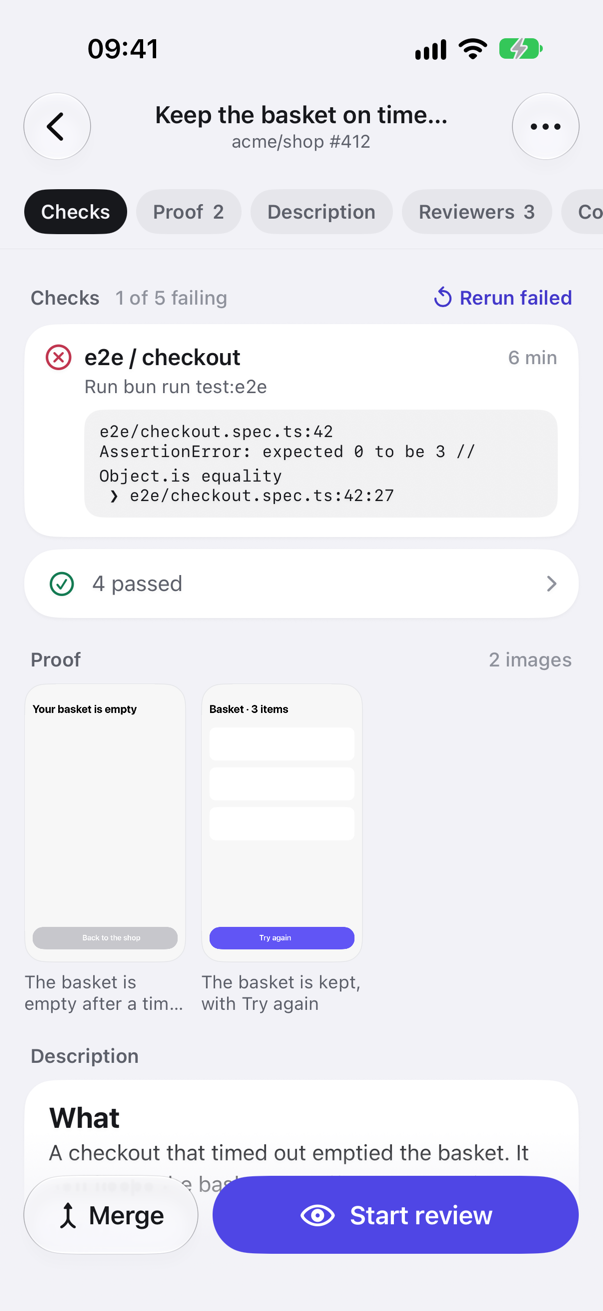 09:41
Keep the basket on time...
acme/shop #412
Checks
Proof 2
Description
Reviewers 3
Co
Checks 1 of 5 failing
Rerun failed
e2e / checkout
6 min
Run bun run test:e2e
e2e/checkout.spec.ts:42
AssertionError: expected 0 to be 3 //
Object.is equality
❯ e2e/checkout.spec.ts:42:27
4 passed
Proof
2 images
Your basket is empty
Back to the shop
Basket · 3 items
Try again
The basket is
empty after a tim...
The basket is kept,
with Try again
Description
What
A checkout that timed out emptied the basket. It
Merge
Start review